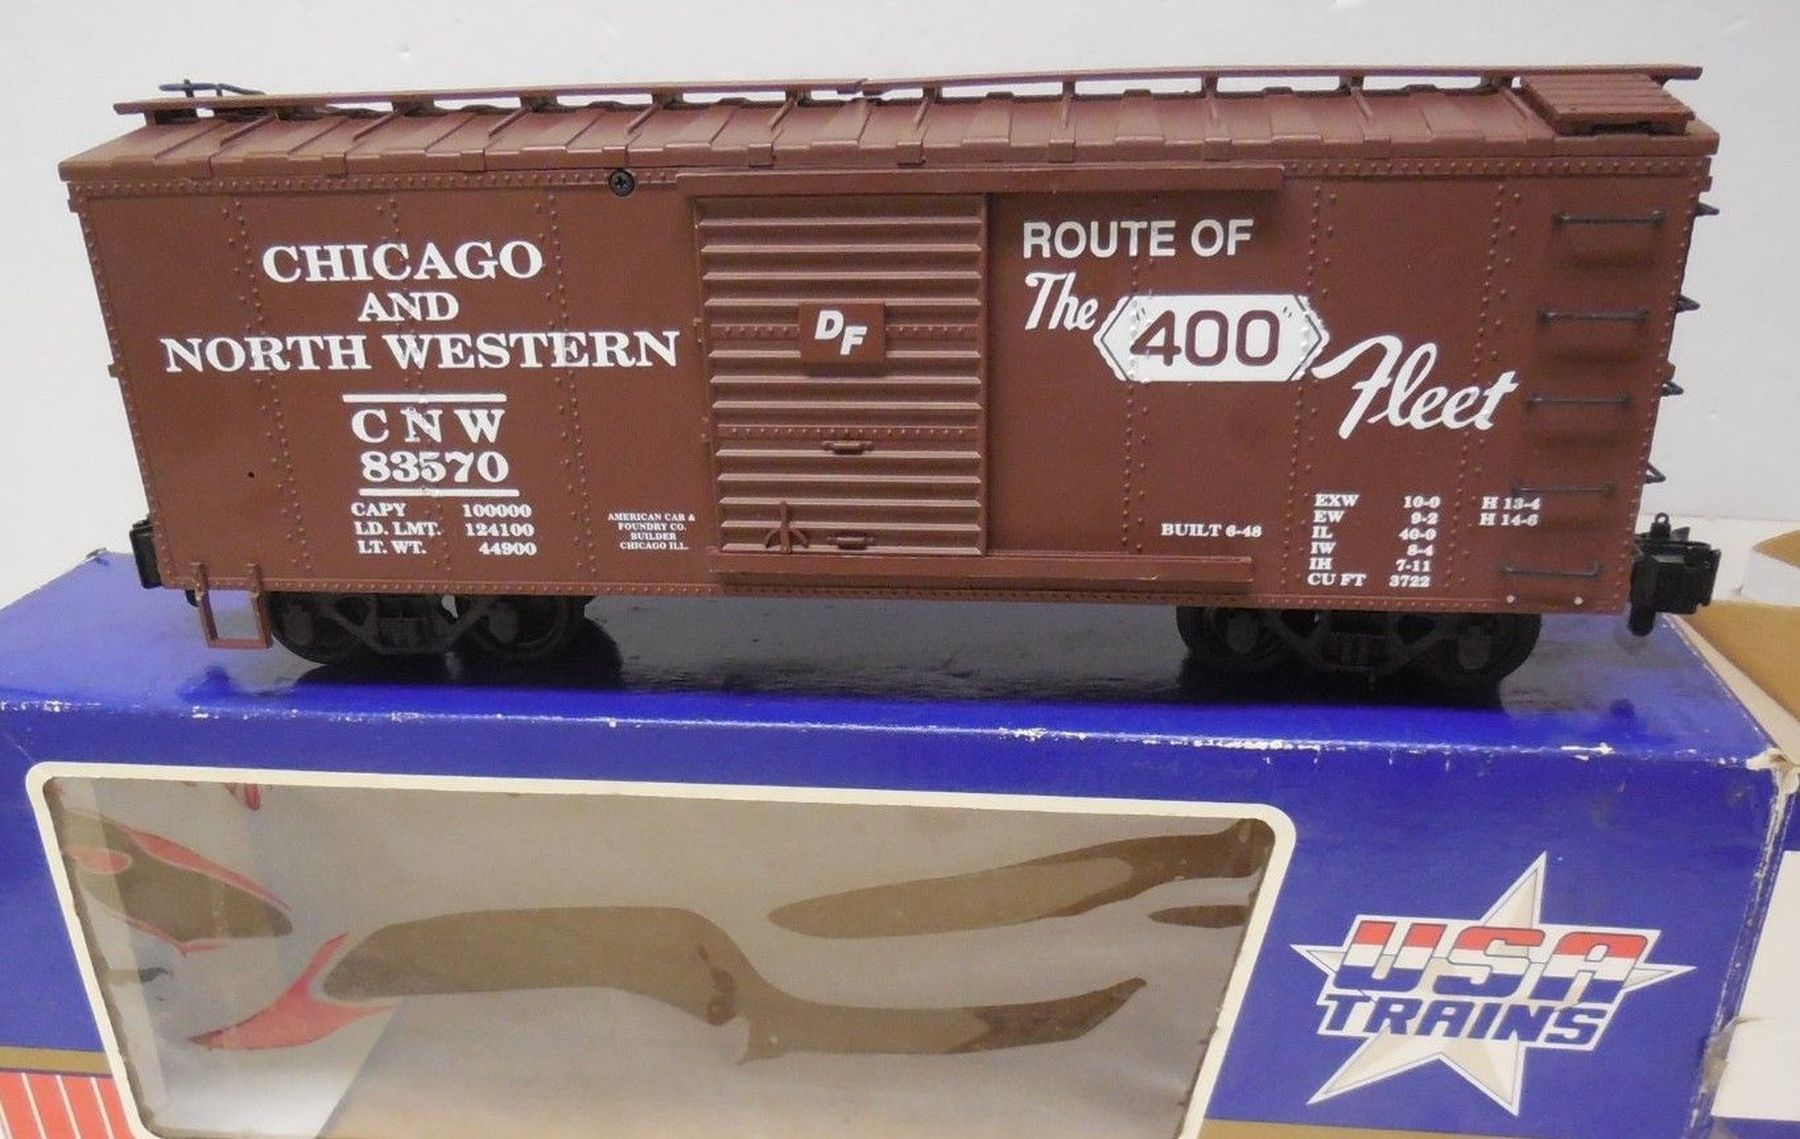 CHICAGO
AND
NORTH WESTERN
CNW
83570
CAPY 100000
LD. LMT. 124100
LT. WT. 44900
AMERICAN CAR &
FOUNDRY CO.
BUILDER
CHICAGO ILL.
DF
ROUTE OF
The "400" Fleet
BUILT 6-48
EXW 10-0 H 13-4
EW 9-2 H 14-6
IL 40-0
IW 8-4
IH 7-11
CU FT 3722
USA
TRAINS